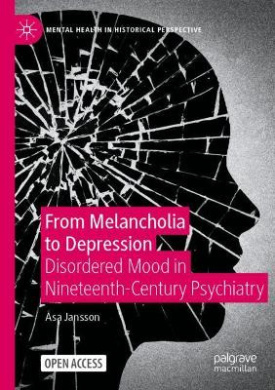 MENTAL HEALTH IN HISTORICAL PERSPECTIVE
From Melancholia
to Depression
Disordered Mood in
Nineteenth-Century Psychiatry
Åsa Jansson
OPEN ACCESS
palgrave
macmillan